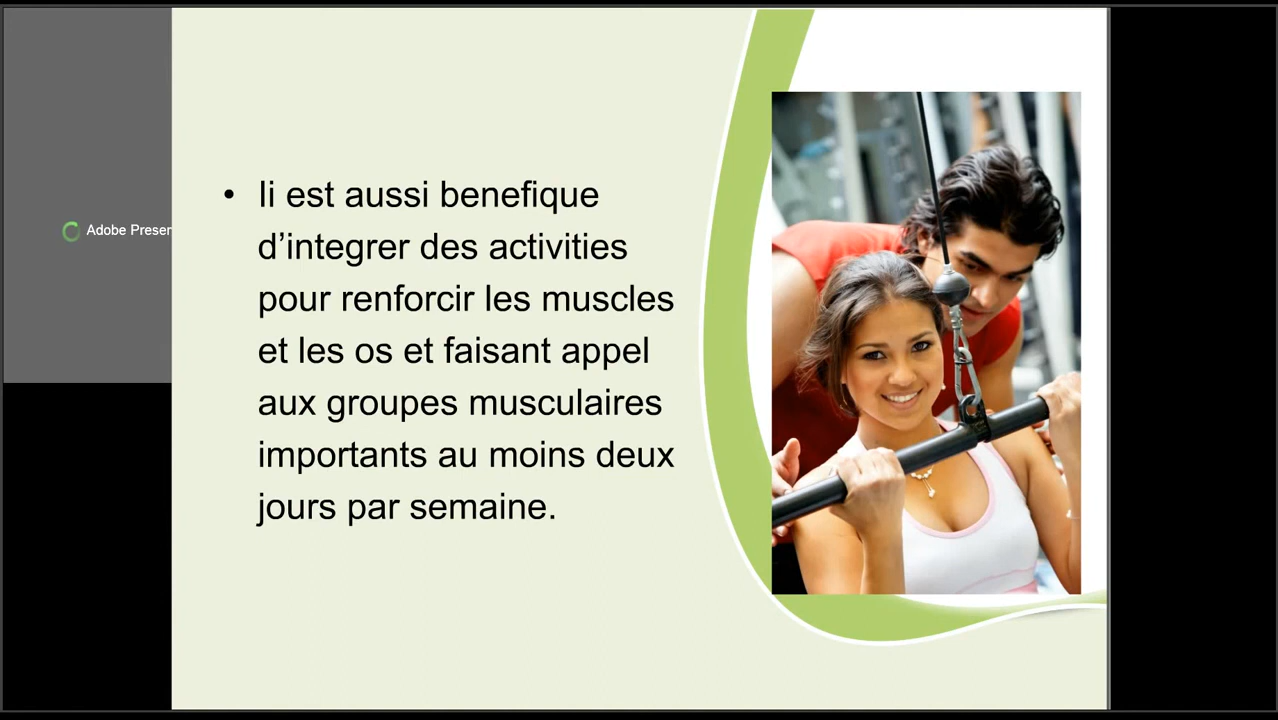 Adobe Preser
• Ii est aussi benefique
d’integrer des activities
pour renforcir les muscles
et les os et faisant appel
aux groupes musculaires
importants au moins deux
jours par semaine.